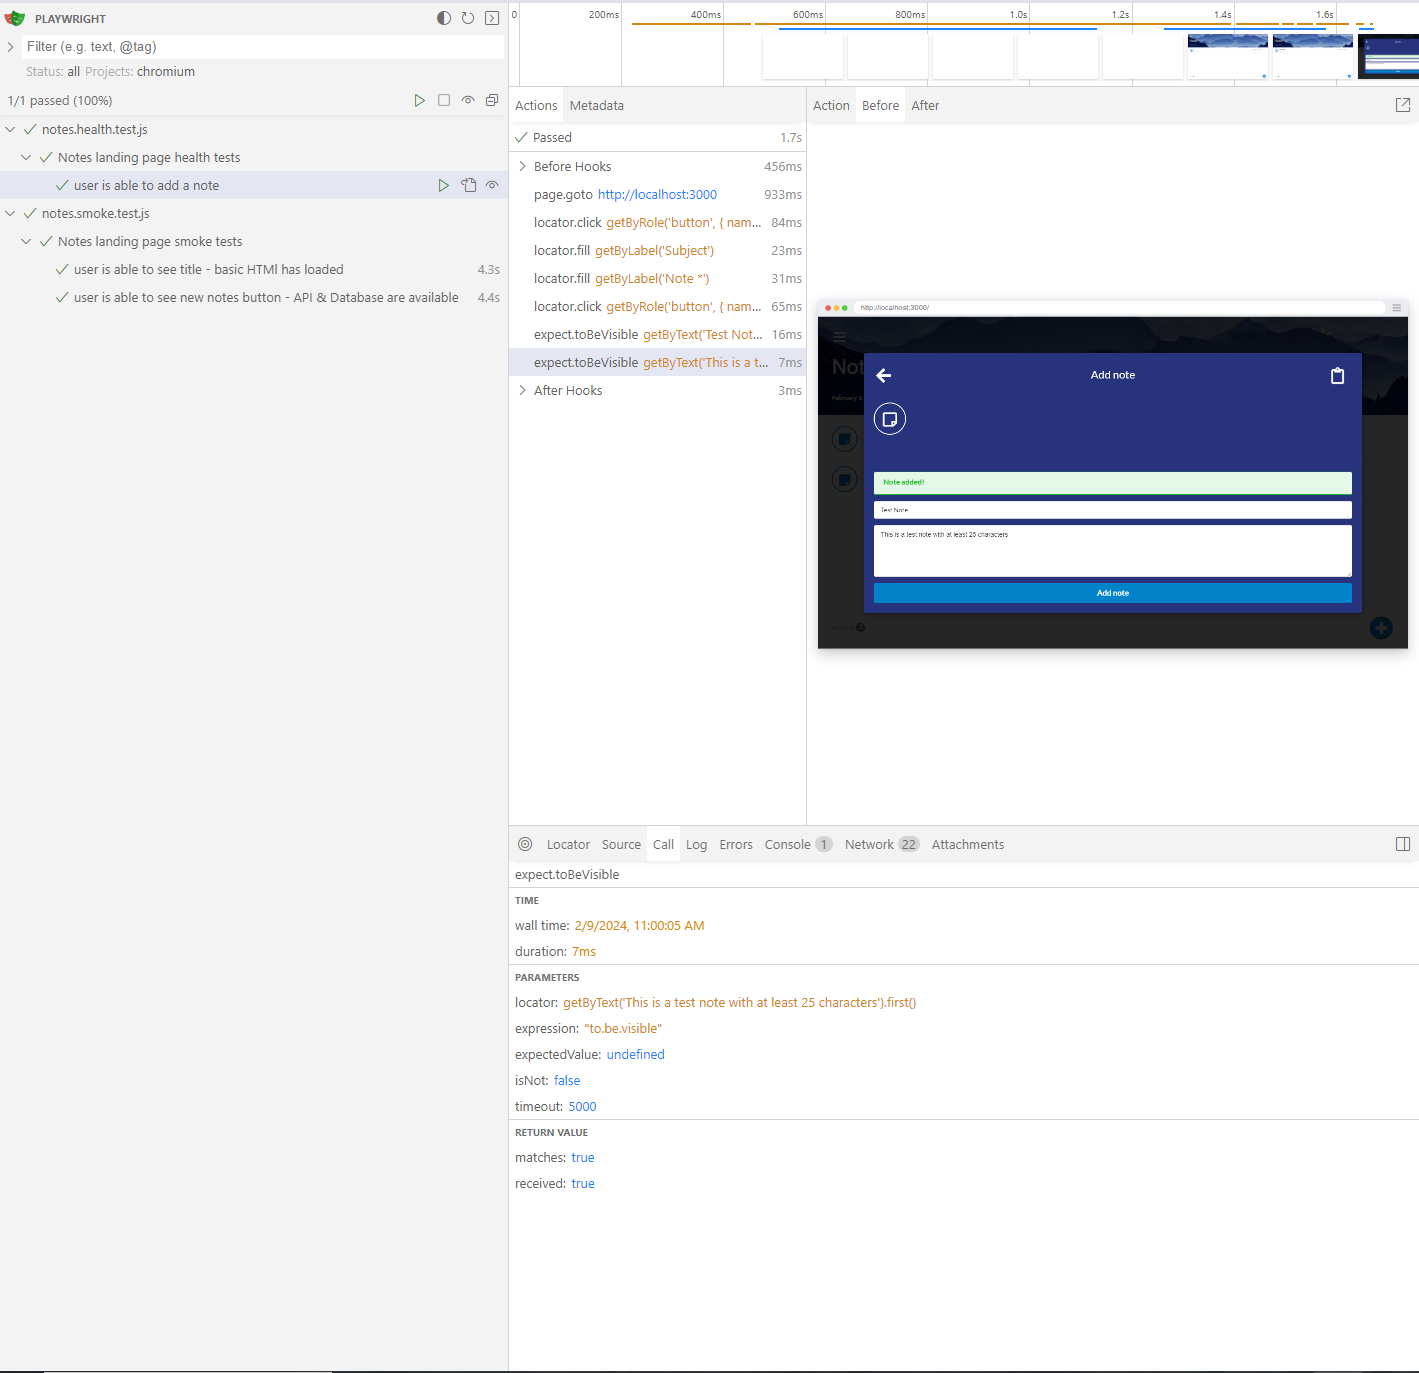 PLAYWRIGHT
Filter (e.g. text, @tag)
Status: all Projects: chromium
1/1 passed (100%)
notes.health.test.js
Notes landing page health tests
user is able to add a note
notes.smoke.test.js
Notes landing page smoke tests
user is able to see title - basic HTMl has loaded 4.3s
user is able to see new notes button - API & Database are available 4.4s
0 200ms 400ms 600ms 800ms 1.0s 1.2s 1.4s 1.6s
Actions Metadata
Passed 1.7s
Before Hooks 456ms
page.goto http://localhost:3000 933ms
locator.click getByRole('button', { nam... 84ms
locator.fill getByLabel('Subject') 23ms
locator.fill getByLabel('Note *') 31ms
locator.click getByRole('button', { nam... 65ms
expect.toBeVisible getByText('Test Not... 16ms
expect.toBeVisible getByText('This is a t... 7ms
After Hooks 3ms
Action Before After
http://localhost:3000/
Not
Add note
Note added!
Test Note
This is a test note with at least 25 characters
Add note
Locator Source Call Log Errors Console 1 Network 22 Attachments
expect.toBeVisible
TIME
wall time: 2/9/2024, 11:00:05 AM
duration: 7ms
PARAMETERS
locator: getByText('This is a test note with at least 25 characters').first()
expression: "to.be.visible"
expectedValue: undefined
isNot: false
timeout: 5000
RETURN VALUE
matches: true
received: true